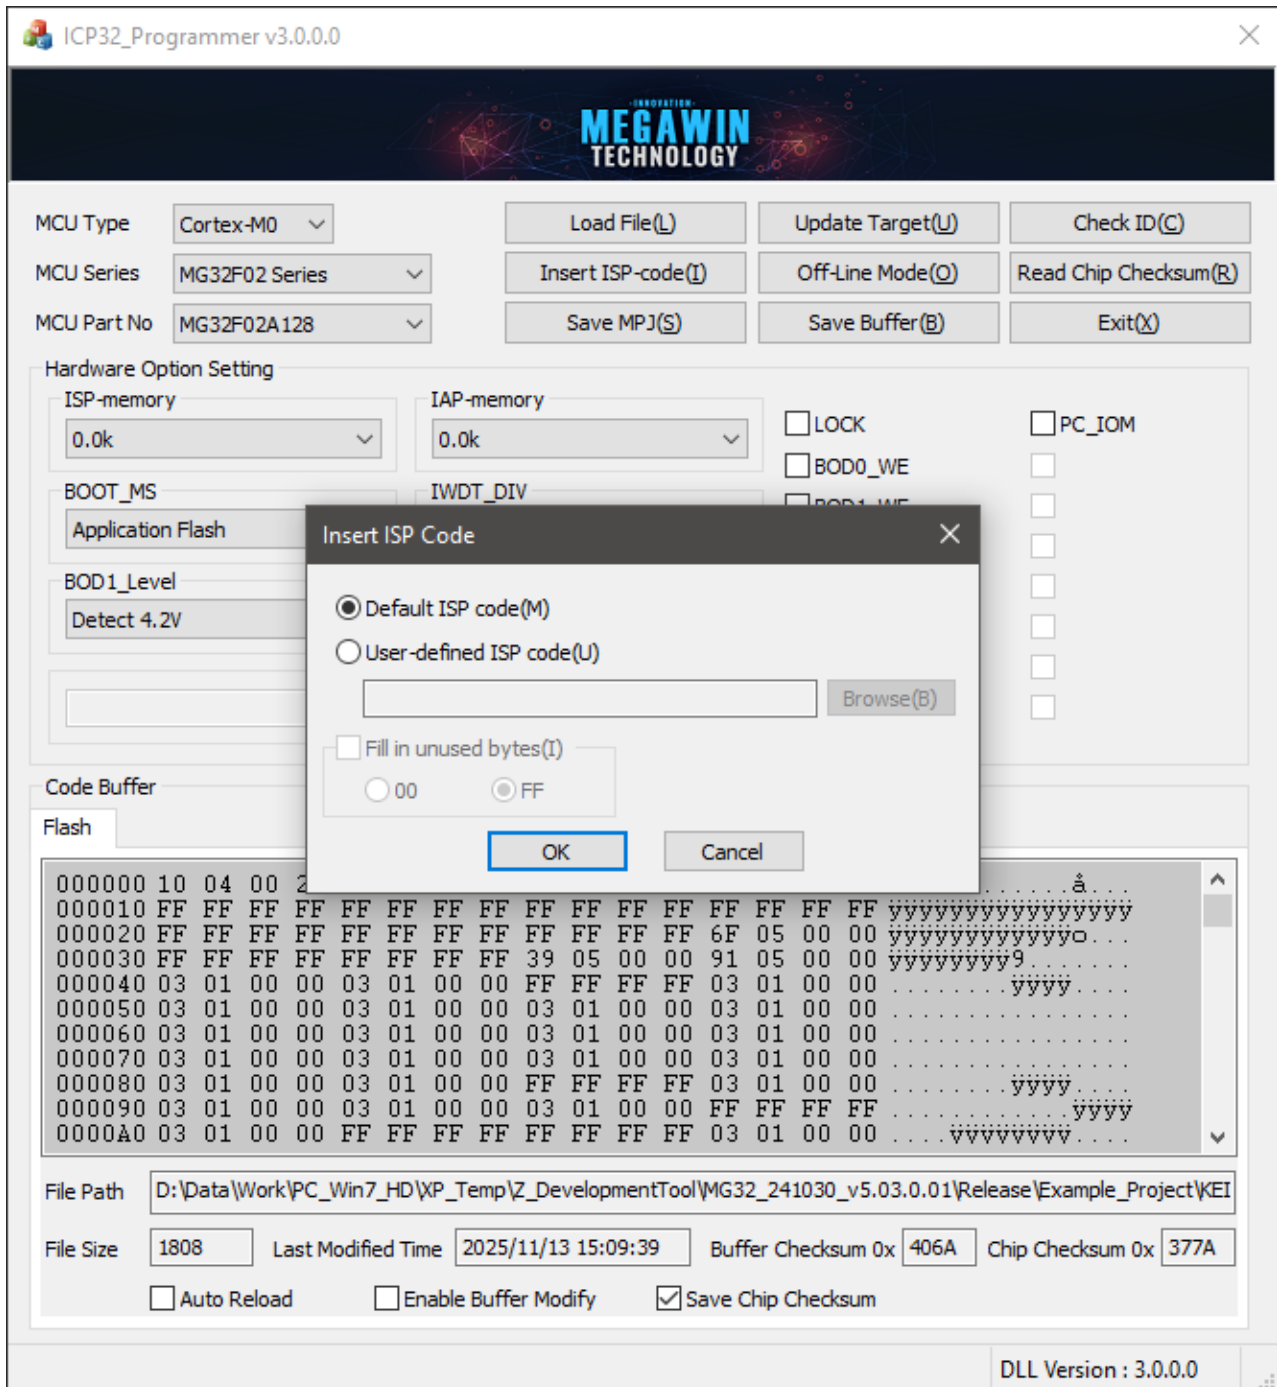 ICP32_Programmer v3.0.0.0
·INNOVATION·
MEGAWIN
TECHNOLOGY
MCU Type Cortex-M0 Load File(L) Update Target(U) Check ID(C)
MCU Series MG32F02 Series Insert ISP-code(I) Off-Line Mode(O) Read Chip Checksum(R)
MCU Part No MG32F02A128 Save MPJ(S) Save Buffer(B) Exit(X)
Hardware Option Setting
ISP-memory IAP-memory
0.0k 0.0k LOCK PC_IOM
BOD0_WE
BOOT_MS IWDT_DIV
BOD1_WE
Application Flash
Insert ISP Code
BOD1_Level
Detect 4.2V
Default ISP code(M)
User-defined ISP code(U)
Browse(B)
Fill in unused bytes(I)
00 FF
OK Cancel
Code Buffer
Flash
000000 10 04 00 .......å...
000010 FF FF FF FF FF FF FF FF FF FF FF FF FF FF FF FF ÿÿÿÿÿÿÿÿÿÿÿÿÿÿÿÿ
000020 FF FF FF FF FF FF FF FF FF FF FF FF 6F 05 00 00 ÿÿÿÿÿÿÿÿÿÿÿÿo...
000030 FF FF FF FF FF FF FF FF 39 05 00 00 91 05 00 00 ÿÿÿÿÿÿÿÿ9.......
000040 03 01 00 00 03 01 00 00 FF FF FF FF 03 01 00 00 ........ÿÿÿÿ....
000050 03 01 00 00 03 01 00 00 03 01 00 00 03 01 00 00 ................
000060 03 01 00 00 03 01 00 00 03 01 00 00 03 01 00 00 ................
000070 03 01 00 00 03 01 00 00 03 01 00 00 03 01 00 00 ................
000080 03 01 00 00 03 01 00 00 FF FF FF FF 03 01 00 00 ........ÿÿÿÿ....
000090 03 01 00 00 03 01 00 00 03 01 00 00 FF FF FF FF ............ÿÿÿÿ
0000A0 03 01 00 00 FF FF FF FF FF FF FF FF 03 01 00 00 ....ÿÿÿÿÿÿÿÿ....
File Path D:\Data\Work\PC_Win7_HD\XP_Temp\Z_DevelopmentTool\MG32_241030_v5.03.0.01\Release\Example_Project\KEI
File Size 1808 Last Modified Time 2025/11/13 15:09:39 Buffer Checksum 0x 406A Chip Checksum 0x 377A
Auto Reload Enable Buffer Modify Save Chip Checksum
DLL Version : 3.0.0.0